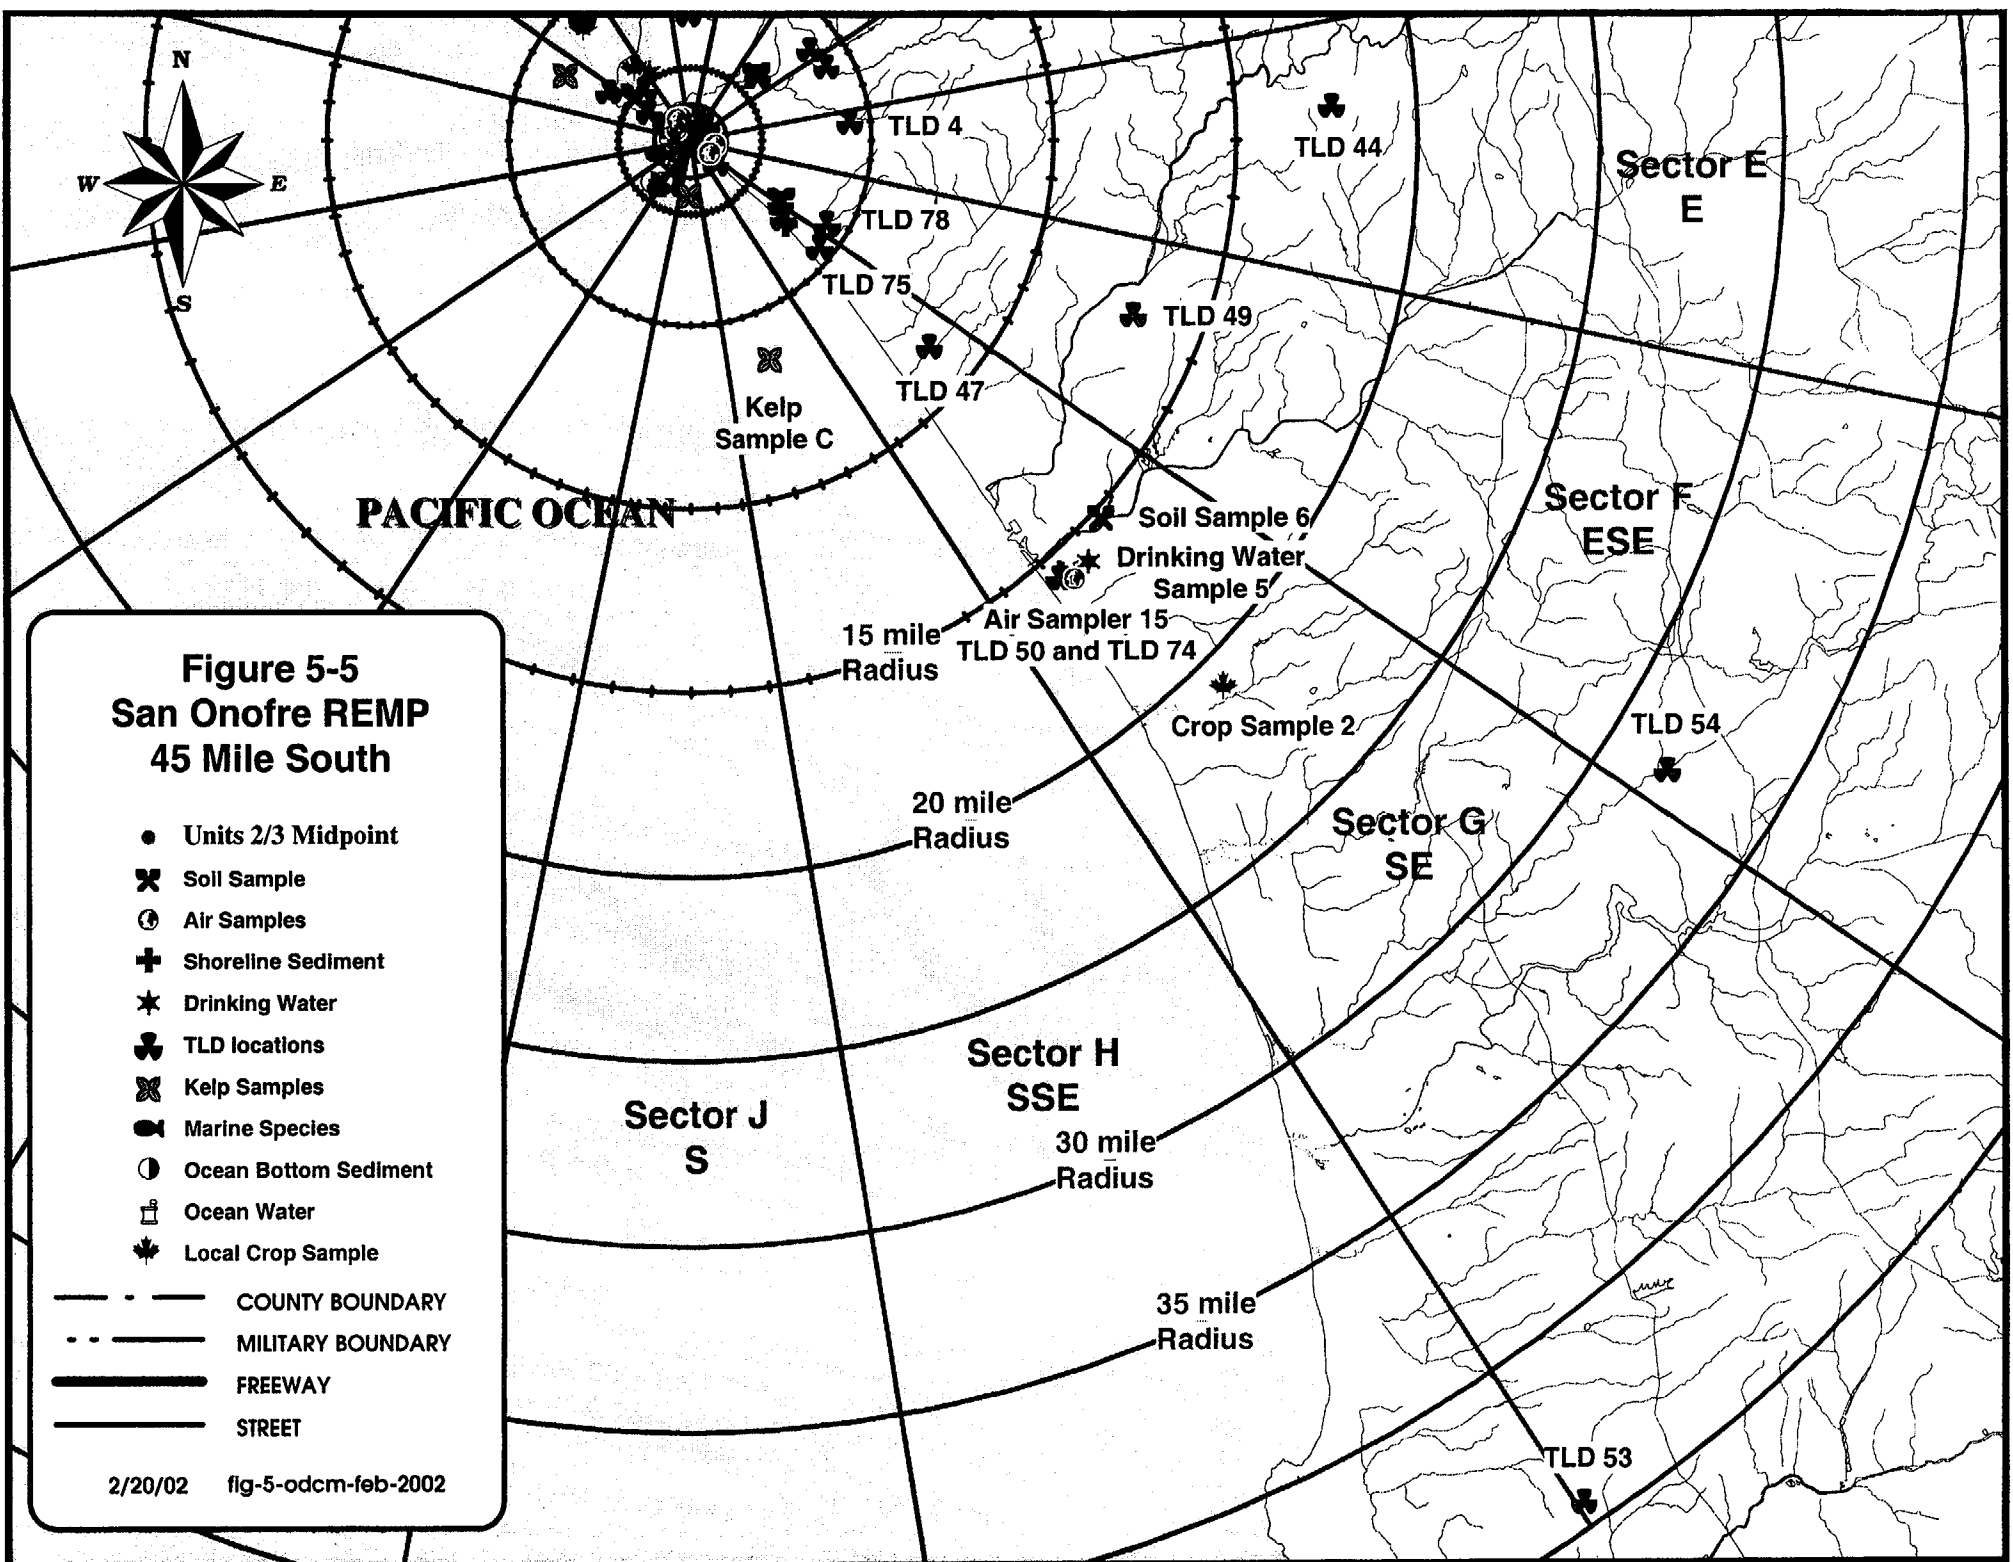 N
W
E
S
TLD 4
TLD 44
Sector E
E
TLD 78
TLD 75
TLD 49
TLD 47
Kelp
Sample C
PACIFIC OCEAN
Sector F
ESE
Soil Sample 6
Drinking Water
Sample 5
Air Sampler 15
TLD 50 and TLD 74
15 mile
Radius
Crop Sample 2
TLD 54
20 mile
Radius
Sector G
SE
Sector H
SSE
Sector J
S
30 mile
Radius
35 mile
Radius
TLD 53
Figure 5-5
San Onofre REMP
45 Mile South
Units 2/3 Midpoint
Soil Sample
Air Samples
Shoreline Sediment
Drinking Water
TLD locations
Kelp Samples
Marine Species
Ocean Bottom Sediment
Ocean Water
Local Crop Sample
COUNTY BOUNDARY
MILITARY BOUNDARY
FREEWAY
STREET
2/20/02 fig-5-odcm-feb-2002